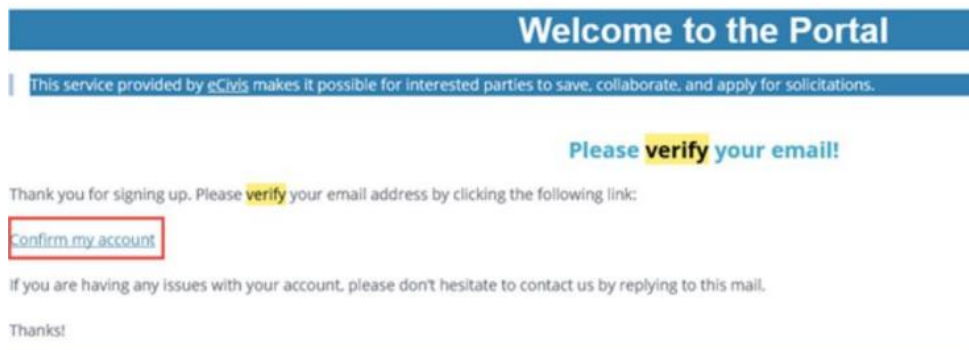 Welcome to the Portal
This service provided by eCivis makes it possible for interested parties to save, collaborate, and apply for solicitations.
Please verify your email!
Thank you for signing up. Please verify your email address by clicking the following link:
Confirm my account
If you are having any issues with your account, please don't hesitate to contact us by replying to this mail.
Thanks!